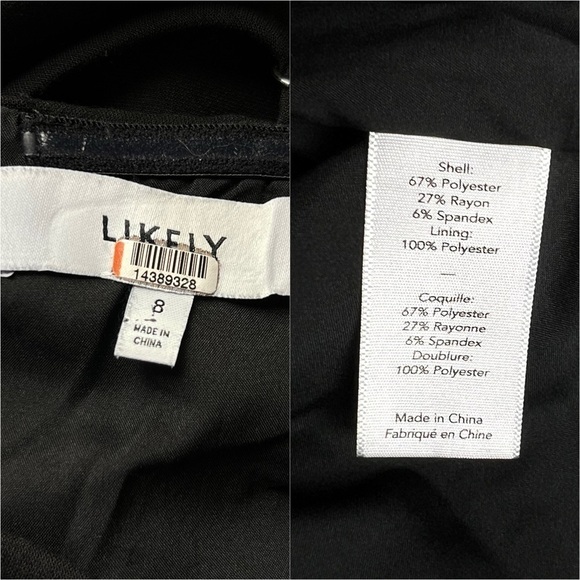 LIKELY
14389328
8
MADE IN
CHINA
Shell:
67% Polyester
27% Rayon
6% Spandex
Lining:
100% Polyester
—
Coquille:
67% Polyester
27% Rayonne
6% Spandex
Doublure:
100% Polyester
Made in China
Fabriqué en Chine